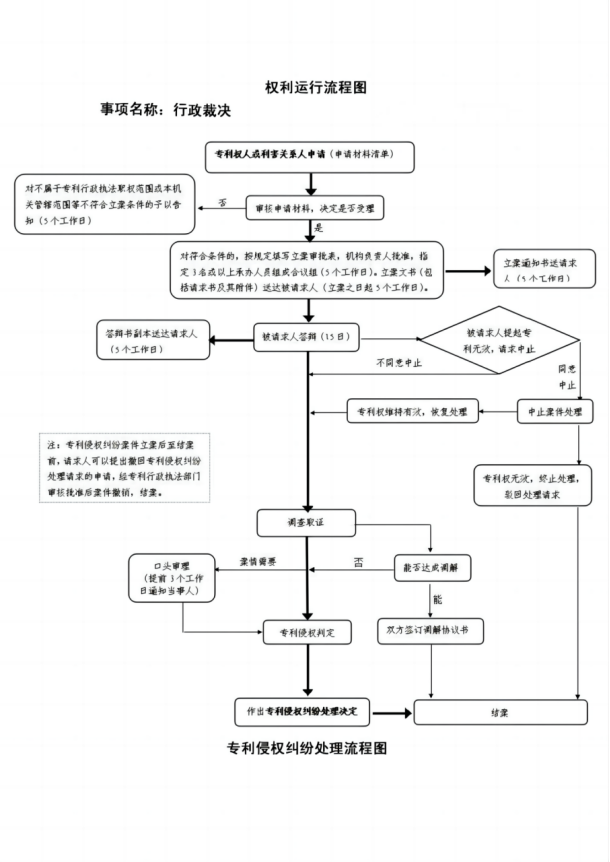 权利运行流程图
事项名称：行政裁决
专利权人或利害关系人申请（申请材料清单）
对不属于专利行政执法职权范围或本机
关管辖范围等不符合立案条件的予以告
知（5个工作日）
否
审核申请材料，决定是否受理
是
对符合条件的，按规定填写立案审批表，机构负责人批准，指
定3名或以上承办人员组成合议组（5个工作日）。立案文书（包
括请求书及其附件）送达被请求人（立案之日起5个工作日）。
立案通知书送请求
人（5个工作日）
答辩书副本送达请求人
（5个工作日）
被请求人答辩（15日）
被请求人提起专
利无效，请求中止
不同意中止
同意
中止
专利权维持有效，恢复处理
中止案件处理
注：专利侵权纠纷案件立案后至结案
前，请求人可以提出撤回专利侵权纠纷
处理请求的申请，经专利行政执法部门
审核批准后案件撤销，结案。
专利权无效，终止处理，
驳回处理请求
调查取证
口头审理
（提前3个工作
日通知当事人）
案情需要
否
能否达成调解
能
专利侵权判定
双方签订调解协议书
作出专利侵权纠纷处理决定
结案
专利侵权纠纷处理流程图